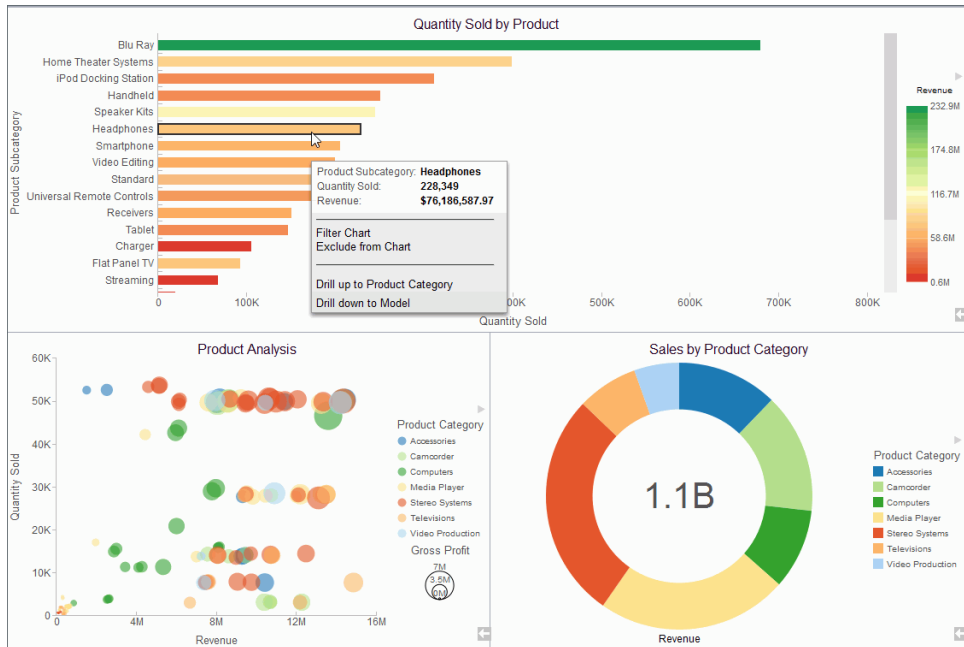 Quantity Sold by Product
Product Subcategory
Blu Ray
Home Theater Systems
iPod Docking Station
Handheld
Speaker Kits
Headphones
Smartphone
Video Editing
Standard
Universal Remote Controls
Receivers
Tablet
Charger
Flat Panel TV
Streaming
Product Subcategory: Headphones
Quantity Sold: 228,349
Revenue: $76,186,587.97
Filter Chart
Exclude from Chart
Drill up to Product Category
Drill down to Model
0 100K 00K 500K 600K 700K 800K
Quantity Sold
Revenue
232.9M
174.8M
116.7M
58.6M
0.6M
Product Analysis
Quantity Sold
60K
50K
40K
30K
20K
10K
0
0 4M 8M 12M 16M
Revenue
Product Category
Accessories
Camcorder
Computers
Media Player
Stereo Systems
Televisions
Video Production
Gross Profit
7M
3.5M
0M
Sales by Product Category
1.1B
Revenue
Product Category
Accessories
Camcorder
Computers
Media Player
Stereo Systems
Televisions
Video Production